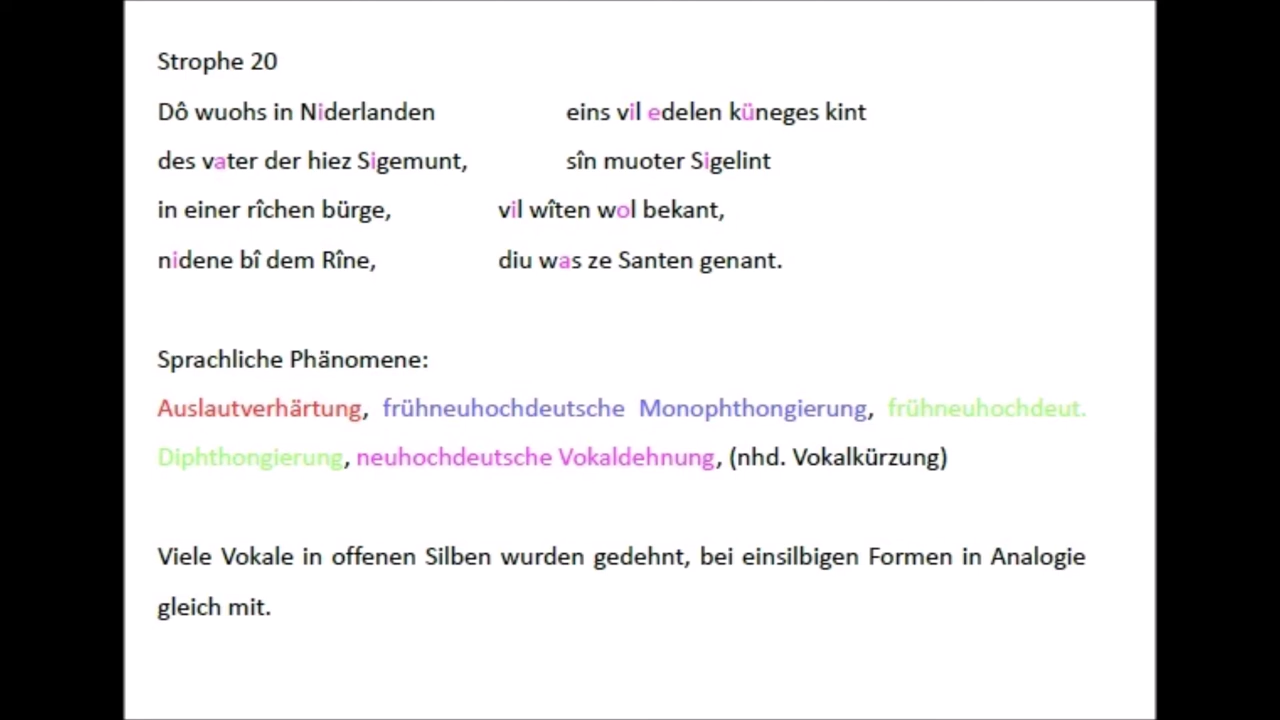 Strophe 20
Dô wuohs in Niderlanden eins vil edelen küneges kint
des vater der hiez Sigemunt, sîn muoter Sigelint
in einer rîchen bürge, vil wîten wol bekant,
nidene bî dem Rîne, diu was ze Santen genant.
Sprachliche Phänomene:
Auslautverhärtung, frühneuhochdeutsche Monophthongierung, frühneuhochdeut.
Diphthongierung, neuhochdeutsche Vokaldehnung, (nhd. Vokalkürzung)
Viele Vokale in offenen Silben wurden gedehnt, bei einsilbigen Formen in Analogie
gleich mit.